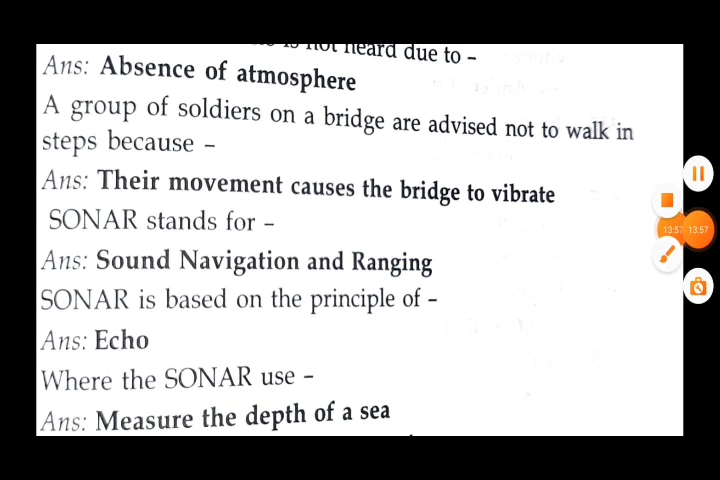 is not heard due to –
Ans: Absence of atmosphere
A group of soldiers on a bridge are advised not to walk in
steps because –
Ans: Their movement causes the bridge to vibrate
SONAR stands for –
Ans: Sound Navigation and Ranging
SONAR is based on the principle of –
Ans: Echo
Where the SONAR use –
Ans: Measure the depth of a sea
13:57 13:57